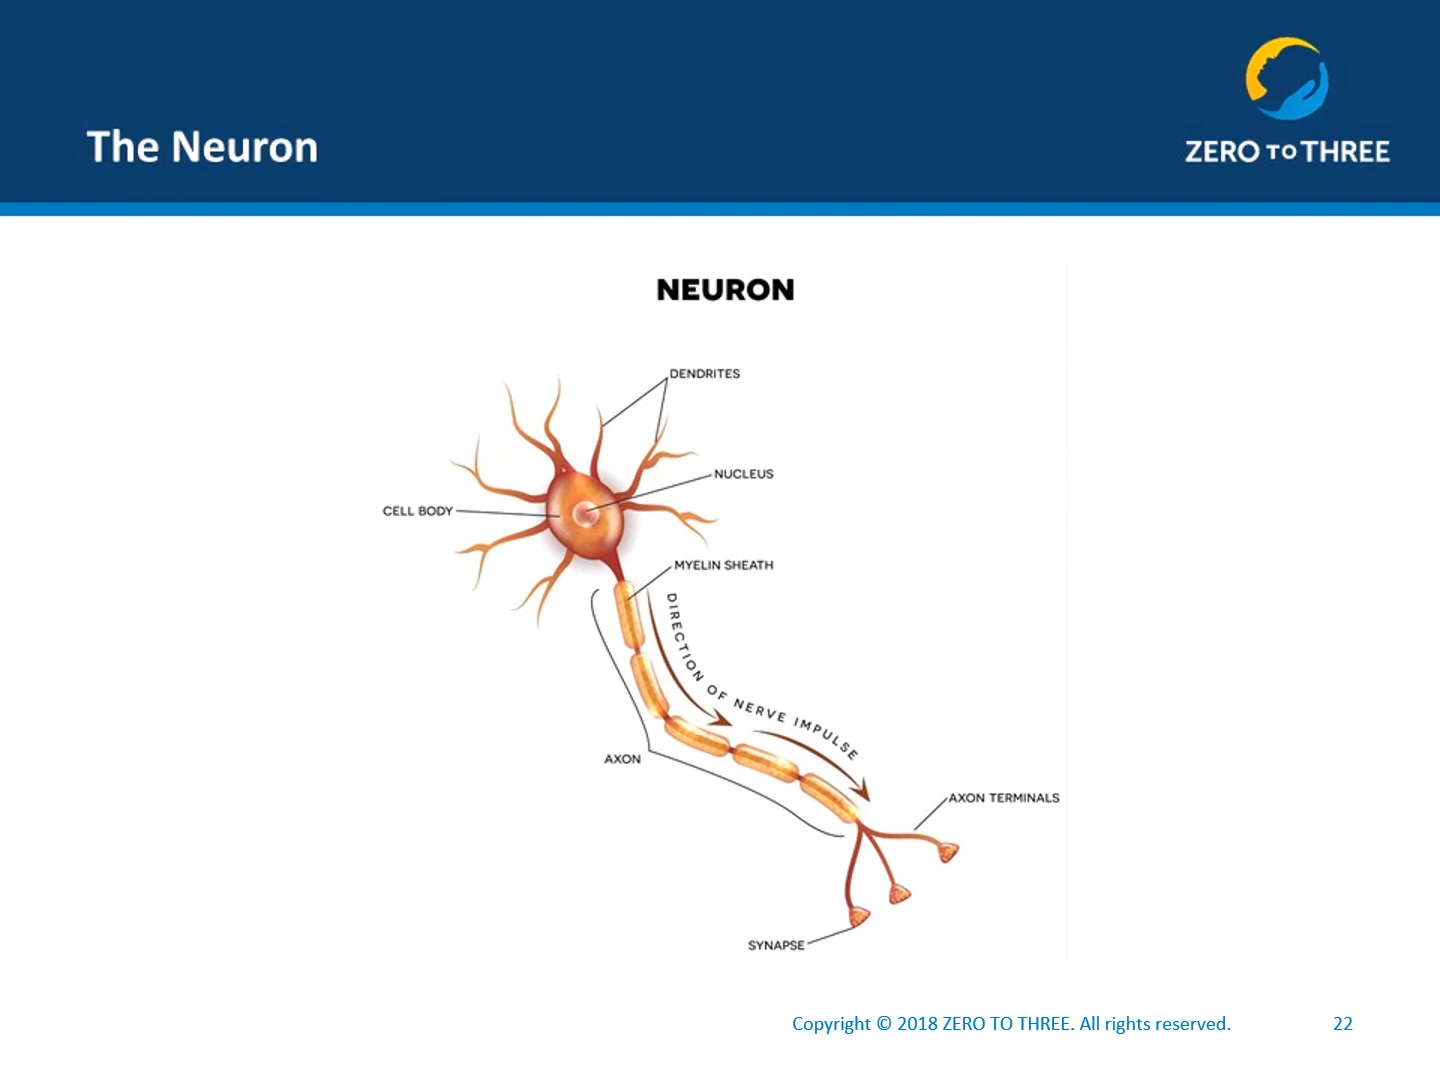 The Neuron
ZERO TO THREE
NEURON
DENDRITES
NUCLEUS
CELL BODY
MYELIN SHEATH
DIRECTION OF NERVE IMPULSE
AXON
AXON TERMINALS
SYNAPSE
Copyright © 2018 ZERO TO THREE. All rights reserved.
22